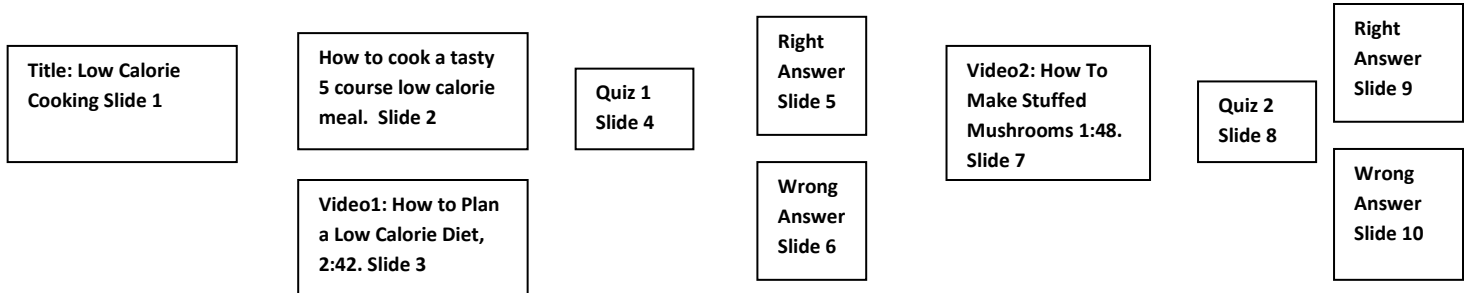 Title: Low Calorie
Cooking Slide 1
How to cook a tasty
5 course low calorie
meal.  Slide 2
Video1: How to Plan
a Low Calorie Diet,
2:42. Slide 3
Quiz 1
Slide 4
Right
Answer
Slide 5
Wrong
Answer
Slide 6
Video2: How To
Make Stuffed
Mushrooms 1:48.
Slide 7
Quiz 2
Slide 8
Right
Answer
Slide 9
Wrong
Answer
Slide 10